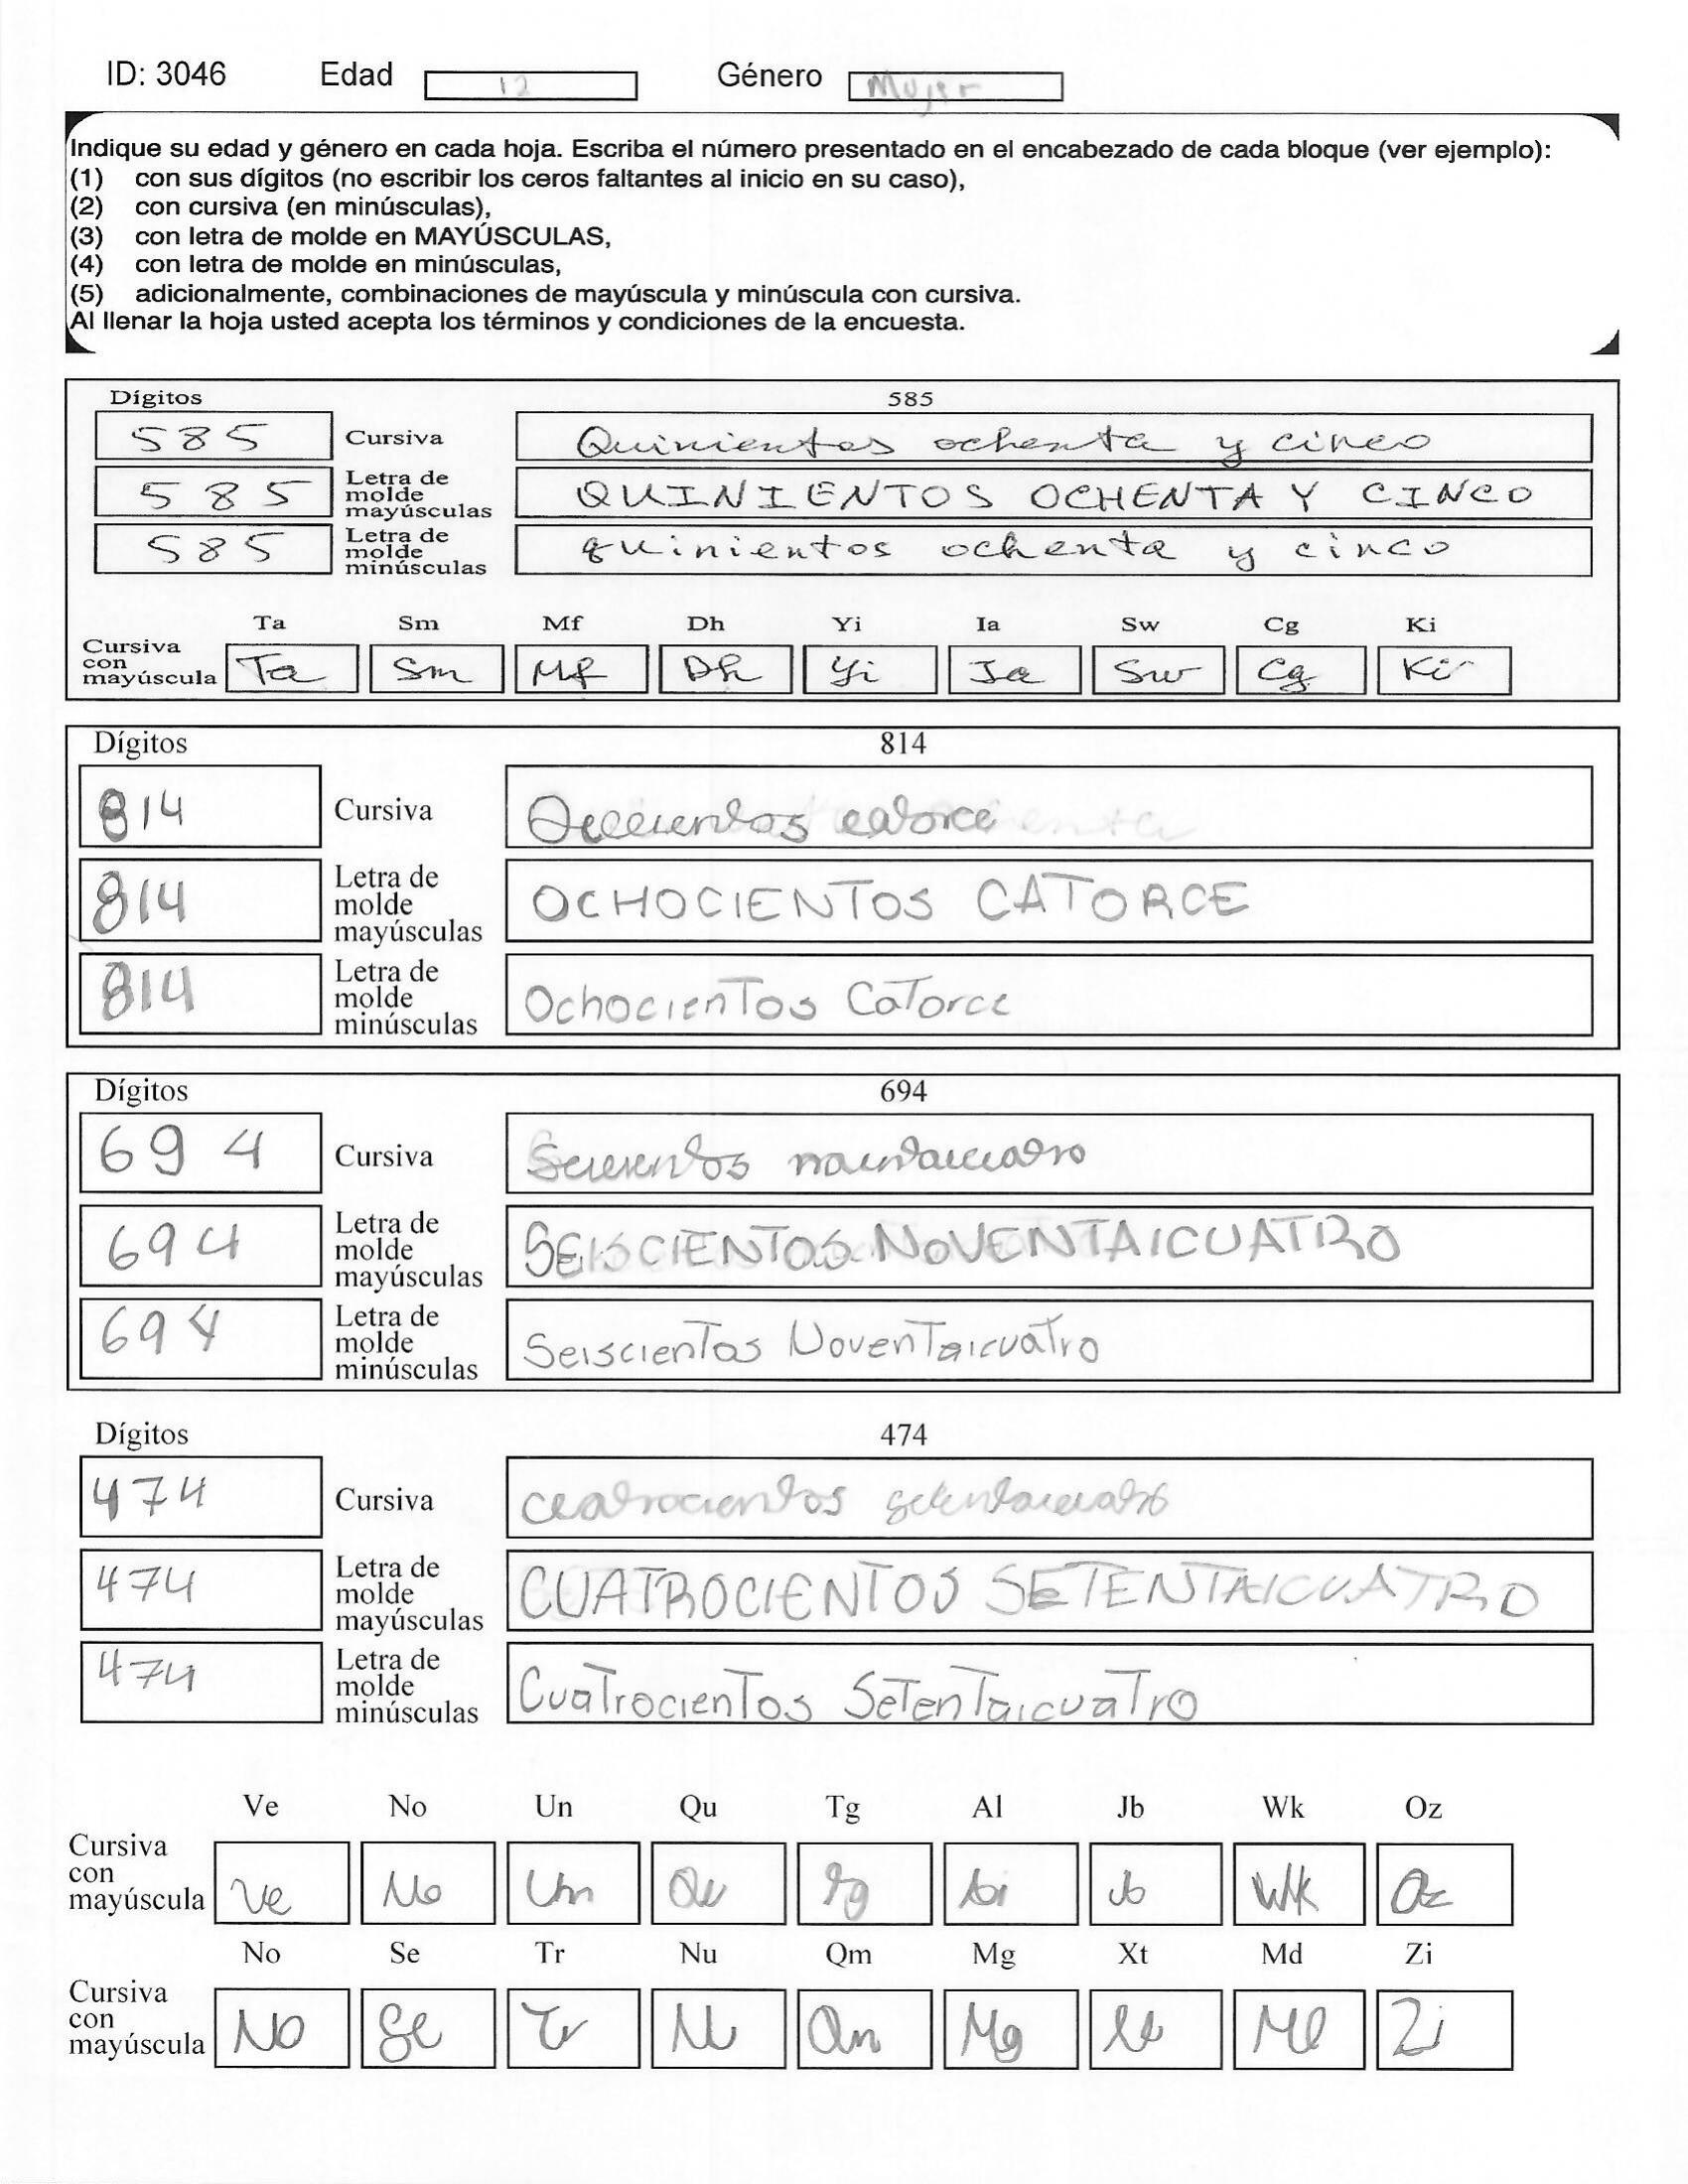 ID: 3046 Edad 12 Género Mujer
Indique su edad y género en cada hoja. Escriba el número presentado en el encabezado de cada bloque (ver ejemplo):
(1) con sus dígitos (no escribir los ceros faltantes al inicio en su caso),
(2) con cursiva (en minúsculas),
(3) con letra de molde en MAYÚSCULAS,
(4) con letra de molde en minúsculas,
(5) adicionalmente, combinaciones de mayúscula y minúscula con cursiva.
Al llenar la hoja usted acepta los términos y condiciones de la encuesta.
Dígitos 585
585 Cursiva Quinientos ochenta y cinco
585 Letra de molde mayúsculas QUINIENTOS OCHENTA Y CINCO
585 Letra de molde minúsculas quinientos ochenta y cinco
Ta Sm Mf Dh Yi Ia Sw Cg Ki
Cursiva con mayúscula Ta Sm Mf Dh Yi Ia Sw Cg Ki
Dígitos 814
814 Cursiva catorce
814 Letra de molde mayúsculas OCHOCIENTOS CATORCE
814 Letra de molde minúsculas Ochocientos Catorce
Dígitos 694
694 Cursiva
694 Letra de molde mayúsculas SEISCIENTOS NOVENTAICUATRO
694 Letra de molde minúsculas Seiscientos Noventaicuatro
Dígitos 474
474 Cursiva cuatrocientos
474 Letra de molde mayúsculas CUATROCIENTOS SETENTAICUATRO
474 Letra de molde minúsculas Cuatrocientos Setentaicuatro
Ve No Un Qu Tg Al Jb Wk Oz
Cursiva con mayúscula Ve No Un Qu Tg Wk Oz
No Se Tr Nu Qm Mg Xt Md Zi
Cursiva con mayúscula No Se Tr Nu Mg Zi